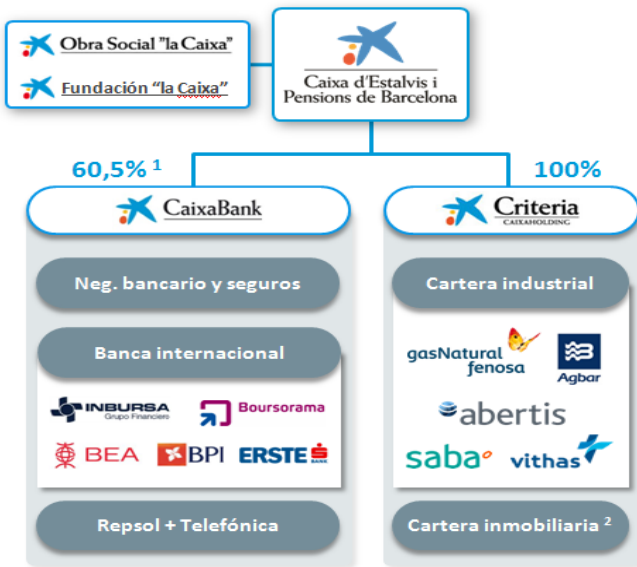 Obra Social "la Caixa"
Fundación "la Caixa"
Caixa d'Estalvis i
Pensions de Barcelona
60,5% 1
100%
CaixaBank
Criteria
CAIXAHOLDING
Neg. bancario y seguros
Banca internacional
INBURSA
Grupo Financiero
Boursorama
BEA
BPI
ERSTE
BANK
Repsol + Telefónica
Cartera industrial
gasNatural
fenosa
Agbar
abertis
saba
vithas
Cartera inmobiliaria 2